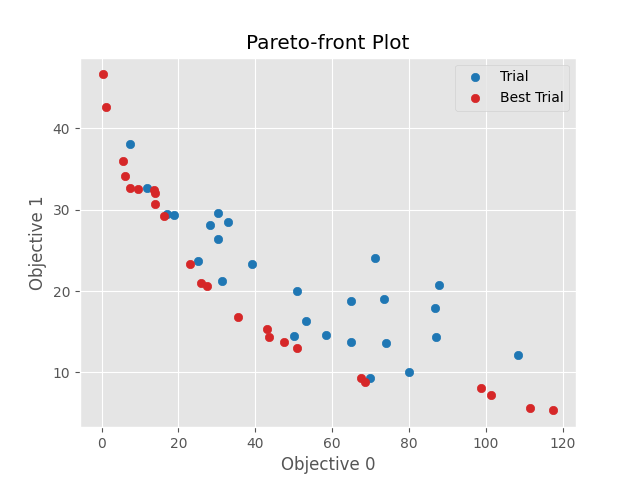 Pareto-front Plot
Trial
Best Trial
40
30
20
10
Objective 1
0 20 40 60 80 100 120
Objective 0